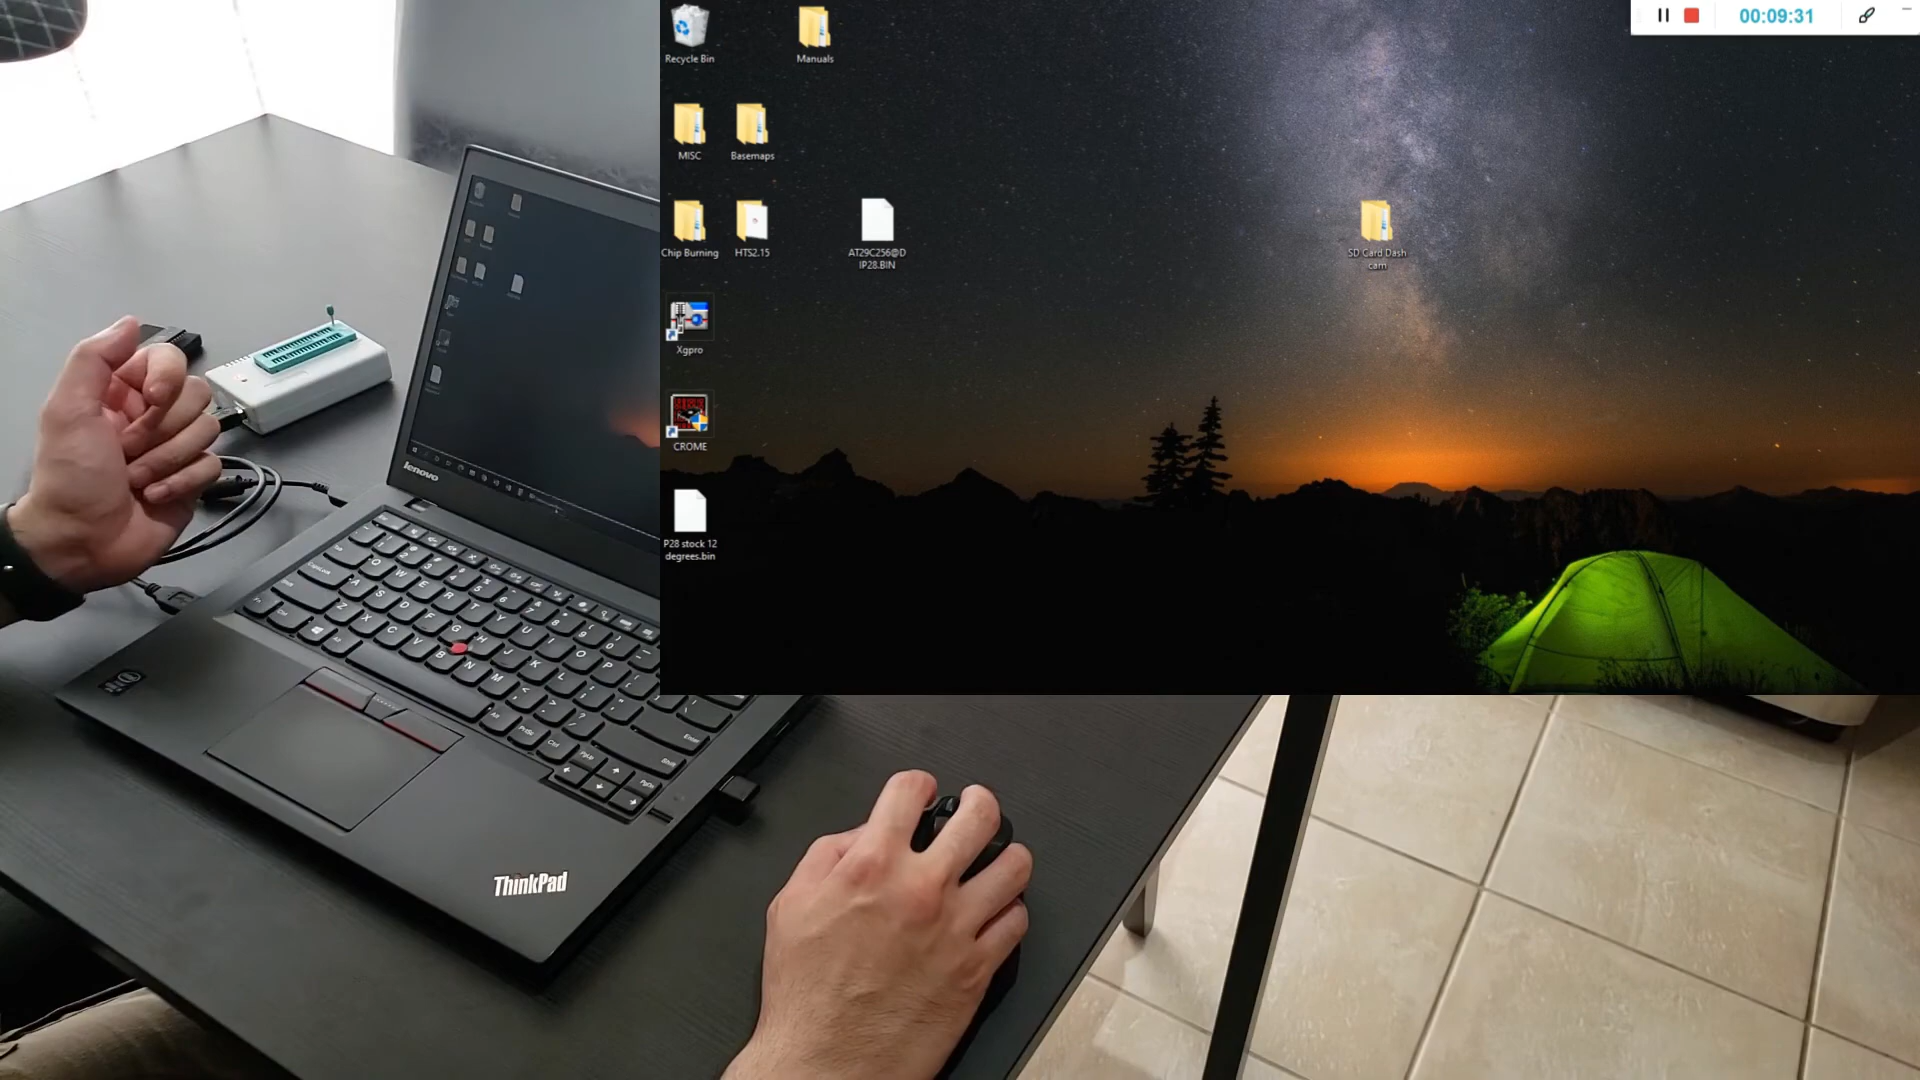 00:09:31
Recycle Bin
Manuals
MISC
Basemaps
Chip Burning
HTS2.15
AT29C256@D
IP28.BIN
SD Card Dash
cam
Xgpro
CROME
P28 stock 12
degrees.bin
lenovo
ThinkPad